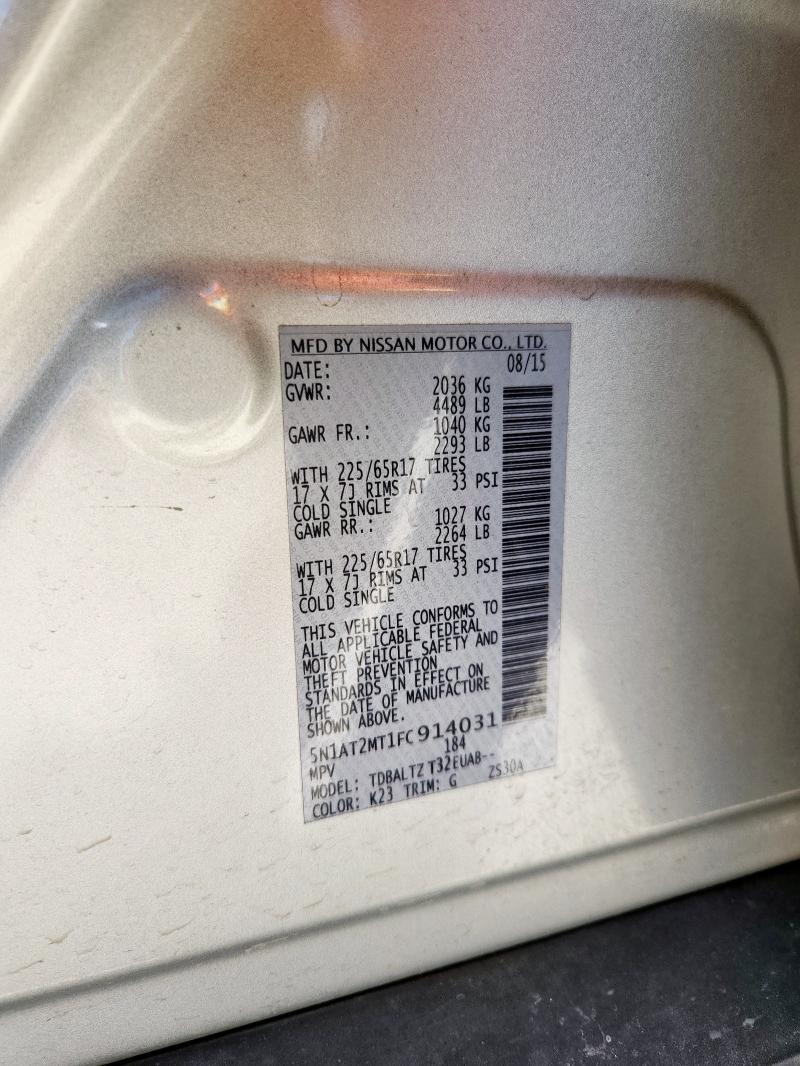 MFD BY NISSAN MOTOR CO., LTD.
DATE: 08/15
GVWR: 2036 KG
4489 LB
GAWR FR.: 1040 KG
2293 LB
WITH 225/65R17 TIRES
17 X 7J RIMS AT 33 PSI
COLD SINGLE
GAWR RR.: 1027 KG
2264 LB
WITH 225/65R17 TIRES
17 X 7J RIMS AT 33 PSI
COLD SINGLE
THIS VEHICLE CONFORMS TO
ALL APPLICABLE FEDERAL
MOTOR VEHICLE SAFETY AND
THEFT PREVENTION
STANDARDS IN EFFECT ON
THE DATE OF MANUFACTURE
SHOWN ABOVE.
5N1AT2MT1FC914031
MPV 184
MODEL: TDBALTZ T32EUAB--
COLOR: K23 TRIM: G ZS30A